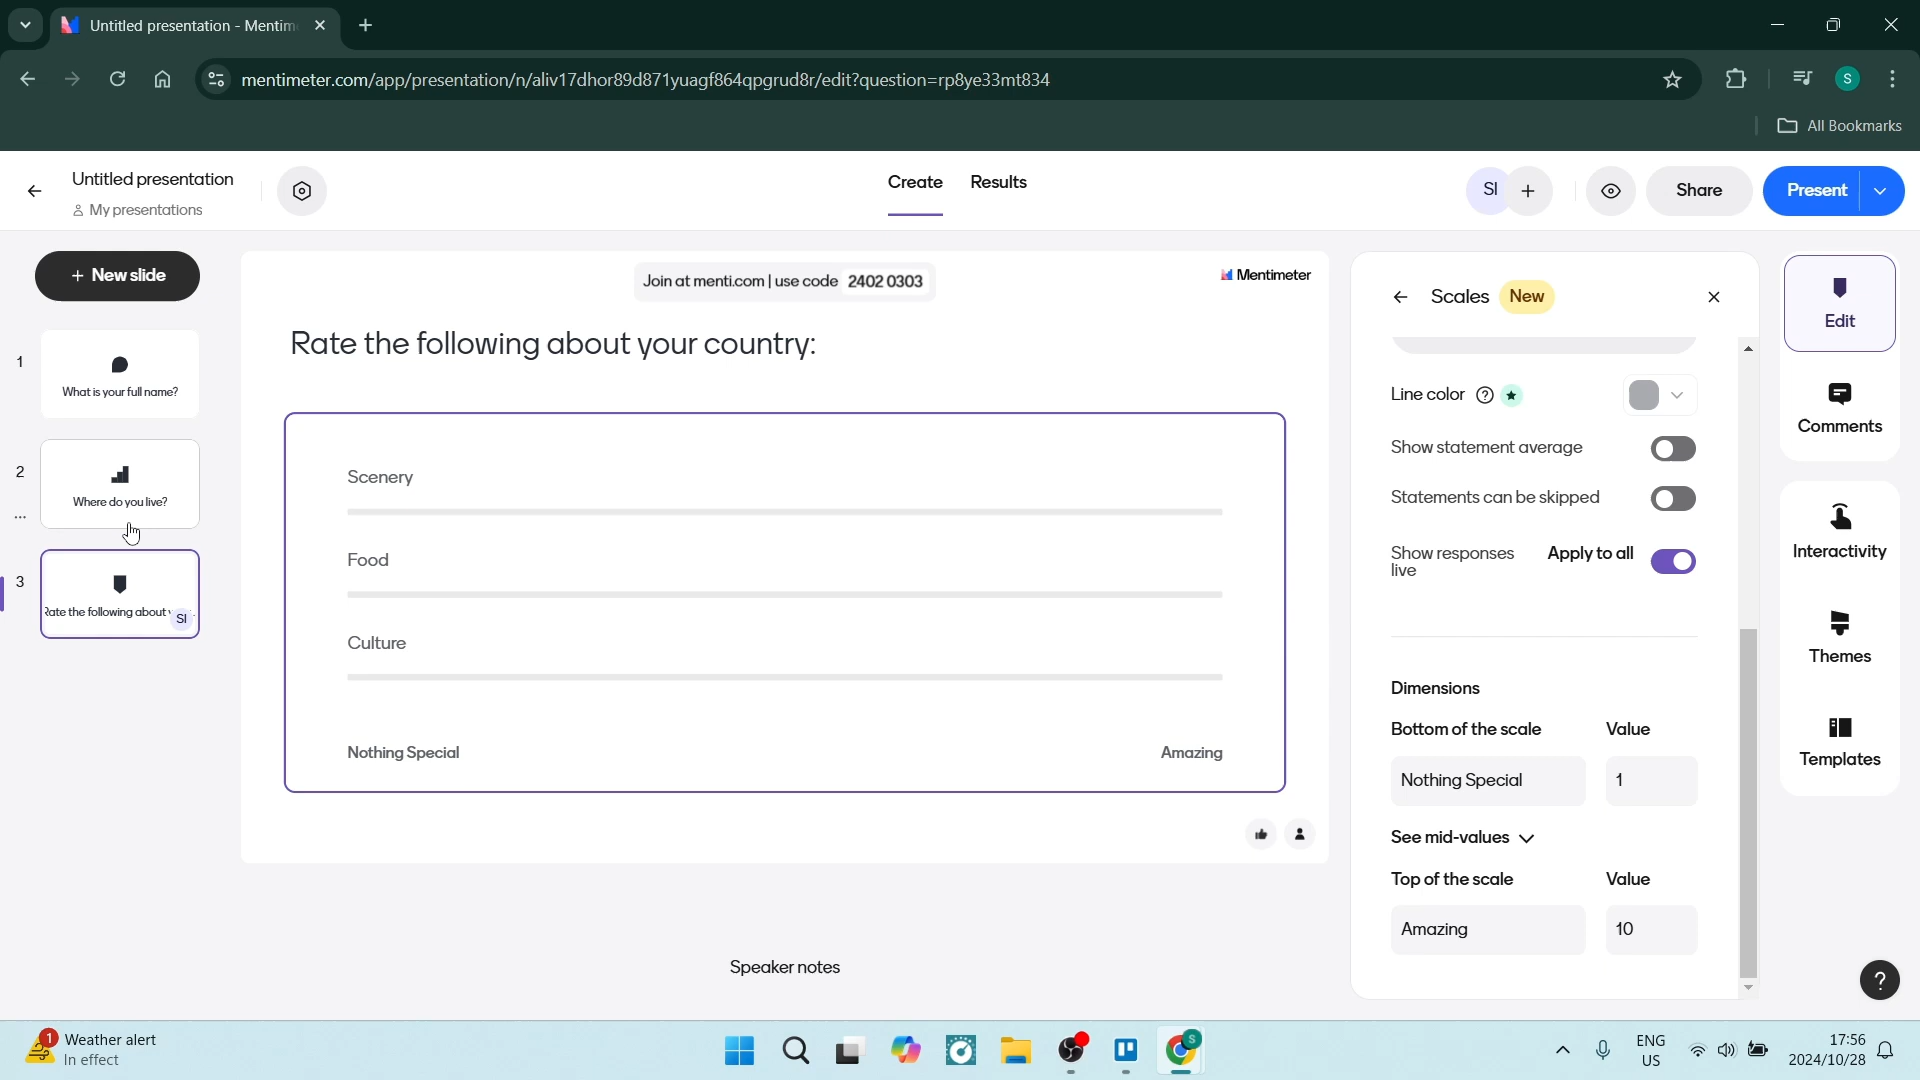 Untitled presentation - Mentim
mentimeter.com/app/presentation/n/aliv17dhor89d871yuagf864qpgrud8r/edit?question=rp8ye33mt834
S
All Bookmarks
Untitled presentation
My presentations
Create
Results
SI
+
Share
Present
+ New slide
1
What is your full name?
2
Where do you live?
...
3
Rate the following about
SI
Join at menti.com | use code 2402 0303
Mentimeter
Rate the following about your country:
Scenery
Food
Culture
Nothing Special
Amazing
Speaker notes
Scales New
Line color
Show statement average
Statements can be skipped
Show responses
live
Apply to all
Dimensions
Bottom of the scale
Value
Nothing Special
1
See mid-values
Top of the scale
Value
Amazing
10
Edit
Comments
Interactivity
Themes
Templates
?
1
Weather alert
In effect
S
ENG
US
17:56
2024/10/28